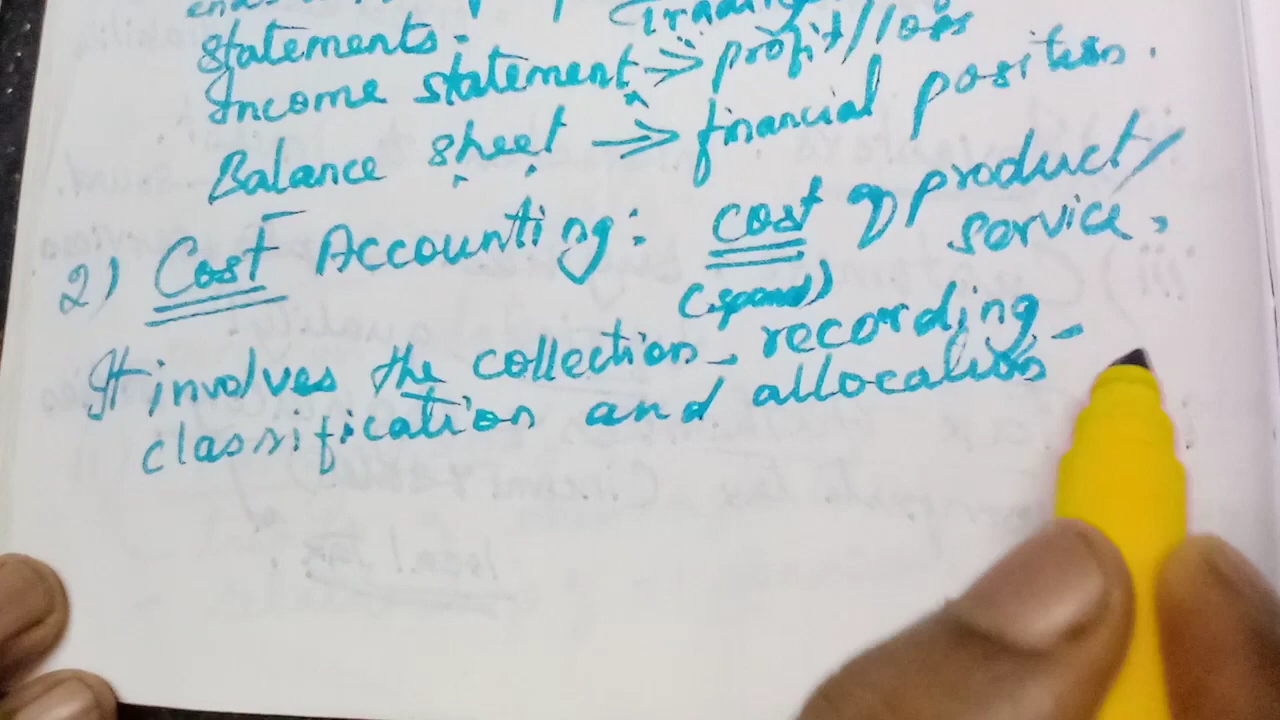 Trading
statements:
Income statement → profit/loss
Balance sheet → financial position.
2) Cost Accounting: cost of product/
service,
(spend)
It involves the collection, recording,
classification and allocation